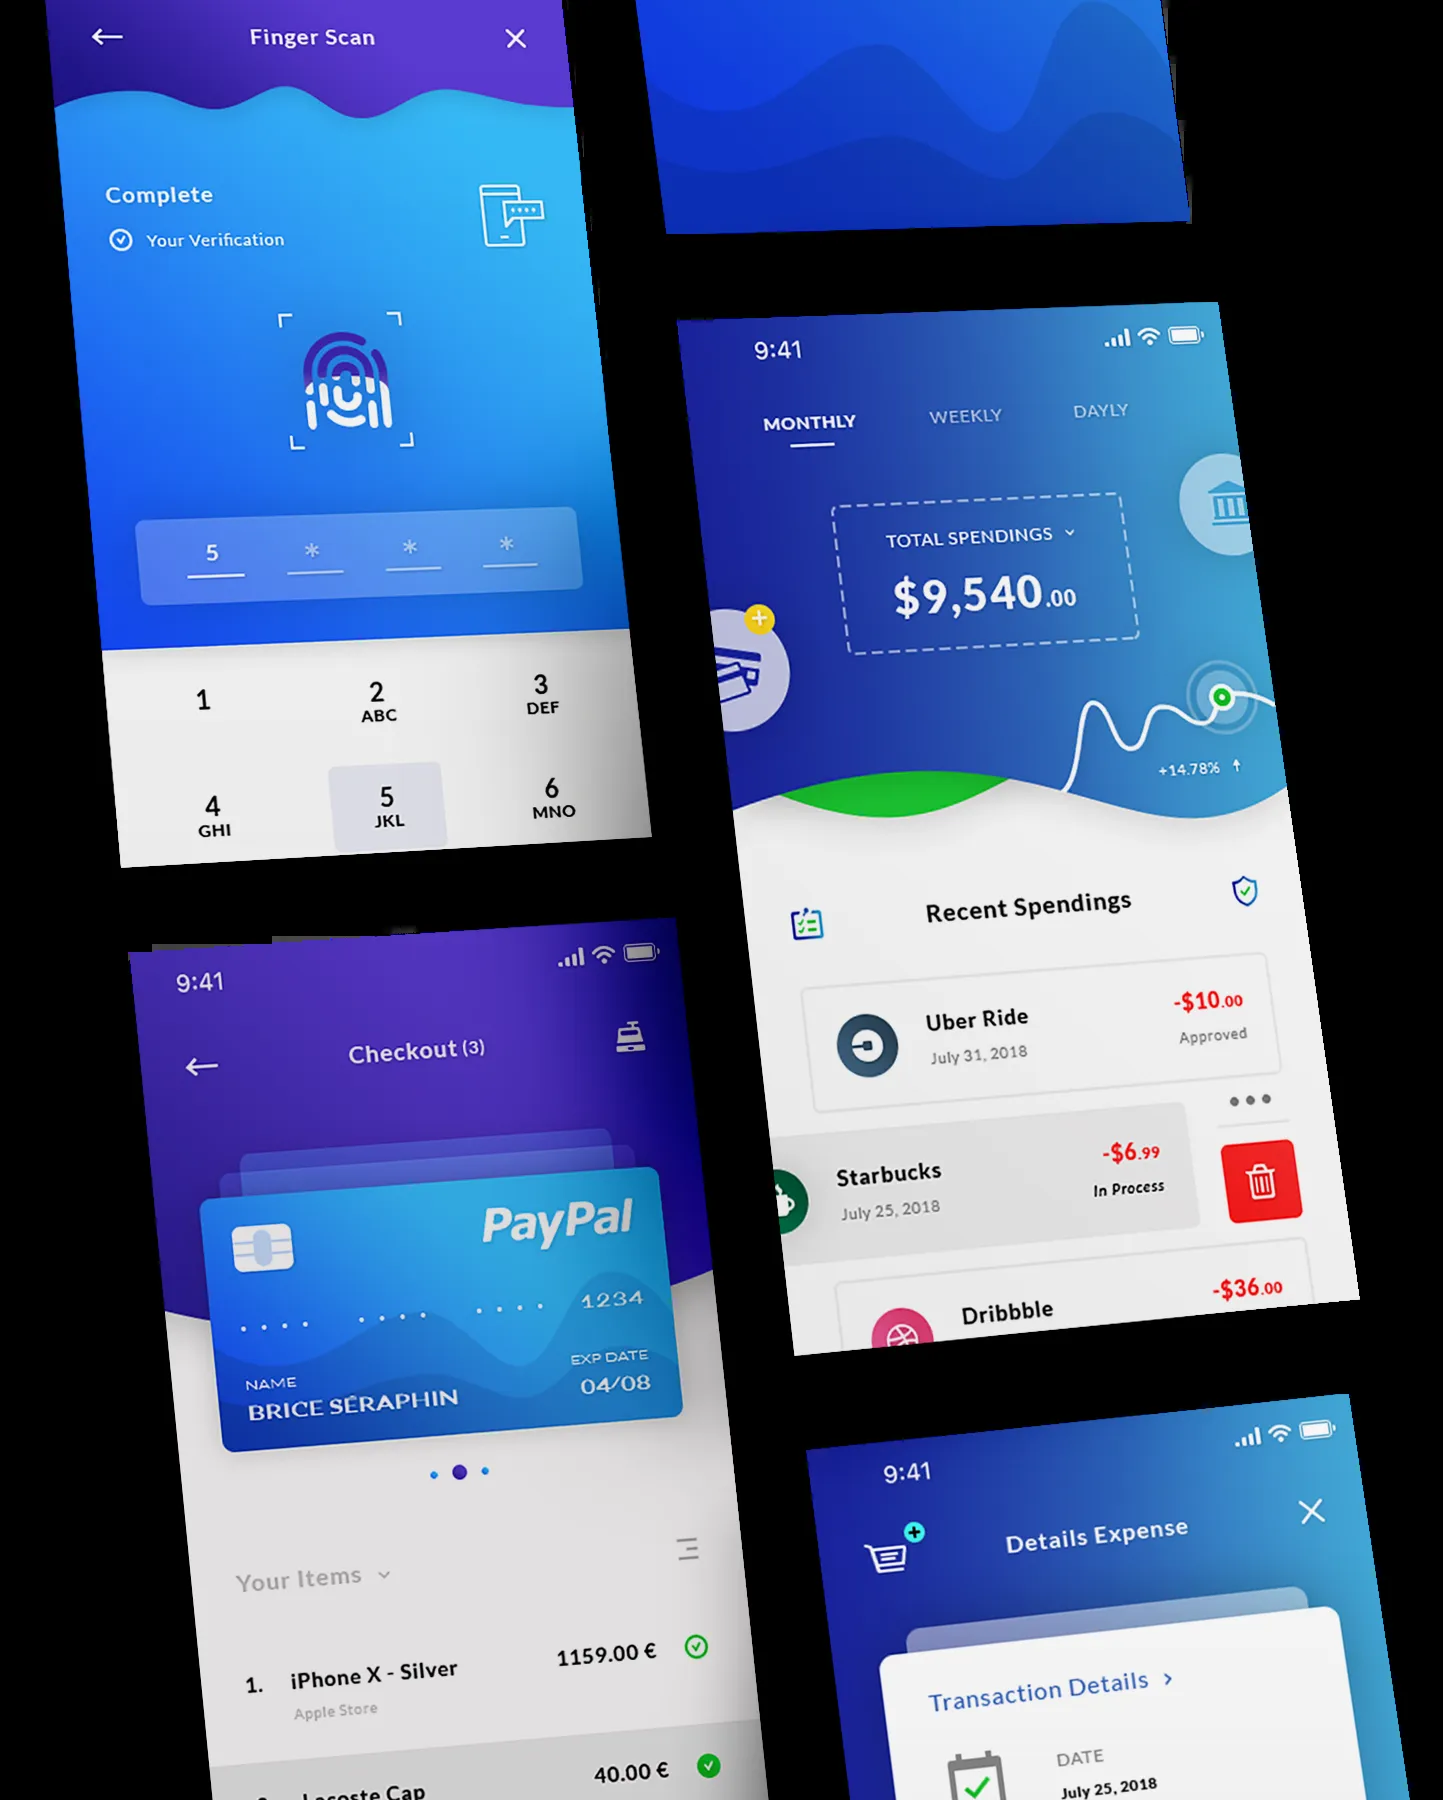 Finger Scan
Complete
Your Verification
5 * * *
1
2
ABC
3
DEF
4
GHI
5
JKL
6
MNO
9:41
MONTHLY WEEKLY DAYLY
TOTAL SPENDINGS
$9,540.00
+14.78%
Recent Spendings
Uber Ride
-$10.00
July 31, 2018
Approved
Starbucks
-$6.99
July 25, 2018
In Process
Dribbble
-$36.00
9:41
Checkout (3)
PayPal
1234
NAME
EXP DATE
BRICE SERAPHIN
04/08
Your Items
1. iPhone X - Silver 1159.00 €
Apple Store
Lacoste Cap 40.00 €
9:41
Details Expense
Transaction Details
DATE
July 25, 2018